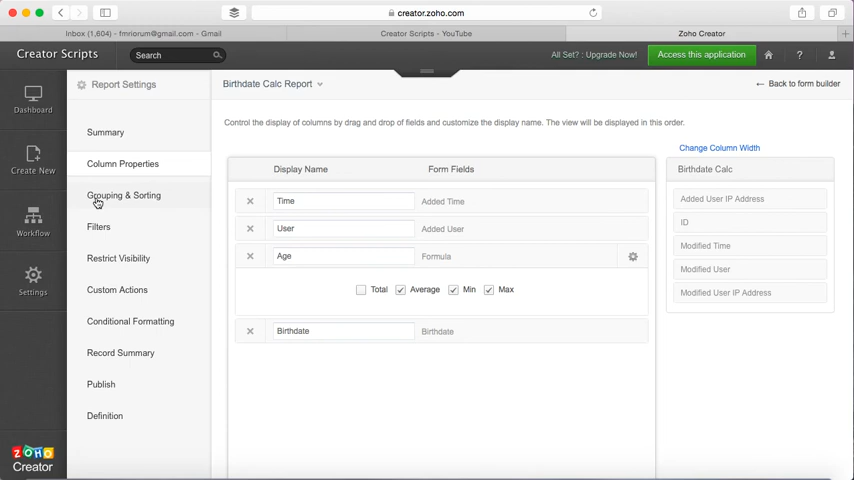 creator.zoho.com
Inbox (1,604) - fmriorum@gmail.com - Gmail
Creator Scripts - YouTube
Zoho Creator
Creator Scripts
Search
All Set? : Upgrade Now!
Access this application
?
Report Settings
Birthdate Calc Report
Back to form builder
Control the display of columns by drag and drop of fields and customize the display name. The view will be displayed in this order.
Dashboard
Create New
Workflow
Settings
ZOHO
Creator
Summary
Column Properties
Grouping & Sorting
Filters
Restrict Visibility
Custom Actions
Conditional Formatting
Record Summary
Publish
Definition
Change Column Width
Display Name
Form Fields
Time
Added Time
User
Added User
Age
Formula
Total
Average
Min
Max
Birthdate
Birthdate
Birthdate Calc
Added User IP Address
ID
Modified Time
Modified User
Modified User IP Address